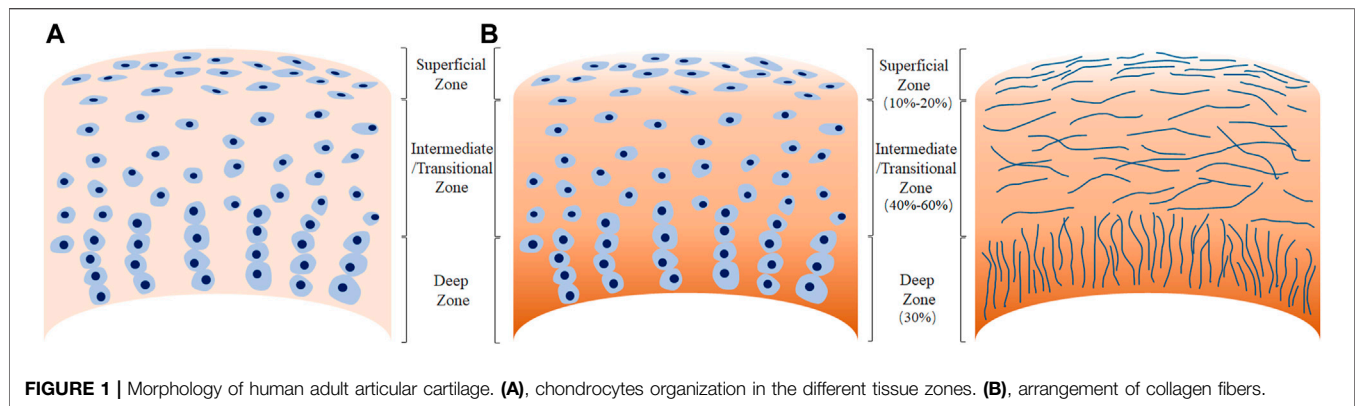 A
Superficial
Zone
Intermediate
/Transitional
Zone
Deep
Zone
B
Superficial
Zone
(10%-20%)
Intermediate
/Transitional
Zone
(40%-60%)
Deep
Zone
(30%)
FIGURE 1 | Morphology of human adult articular cartilage. (A), chondrocytes organization in the different tissue zones. (B), arrangement of collagen fibers.